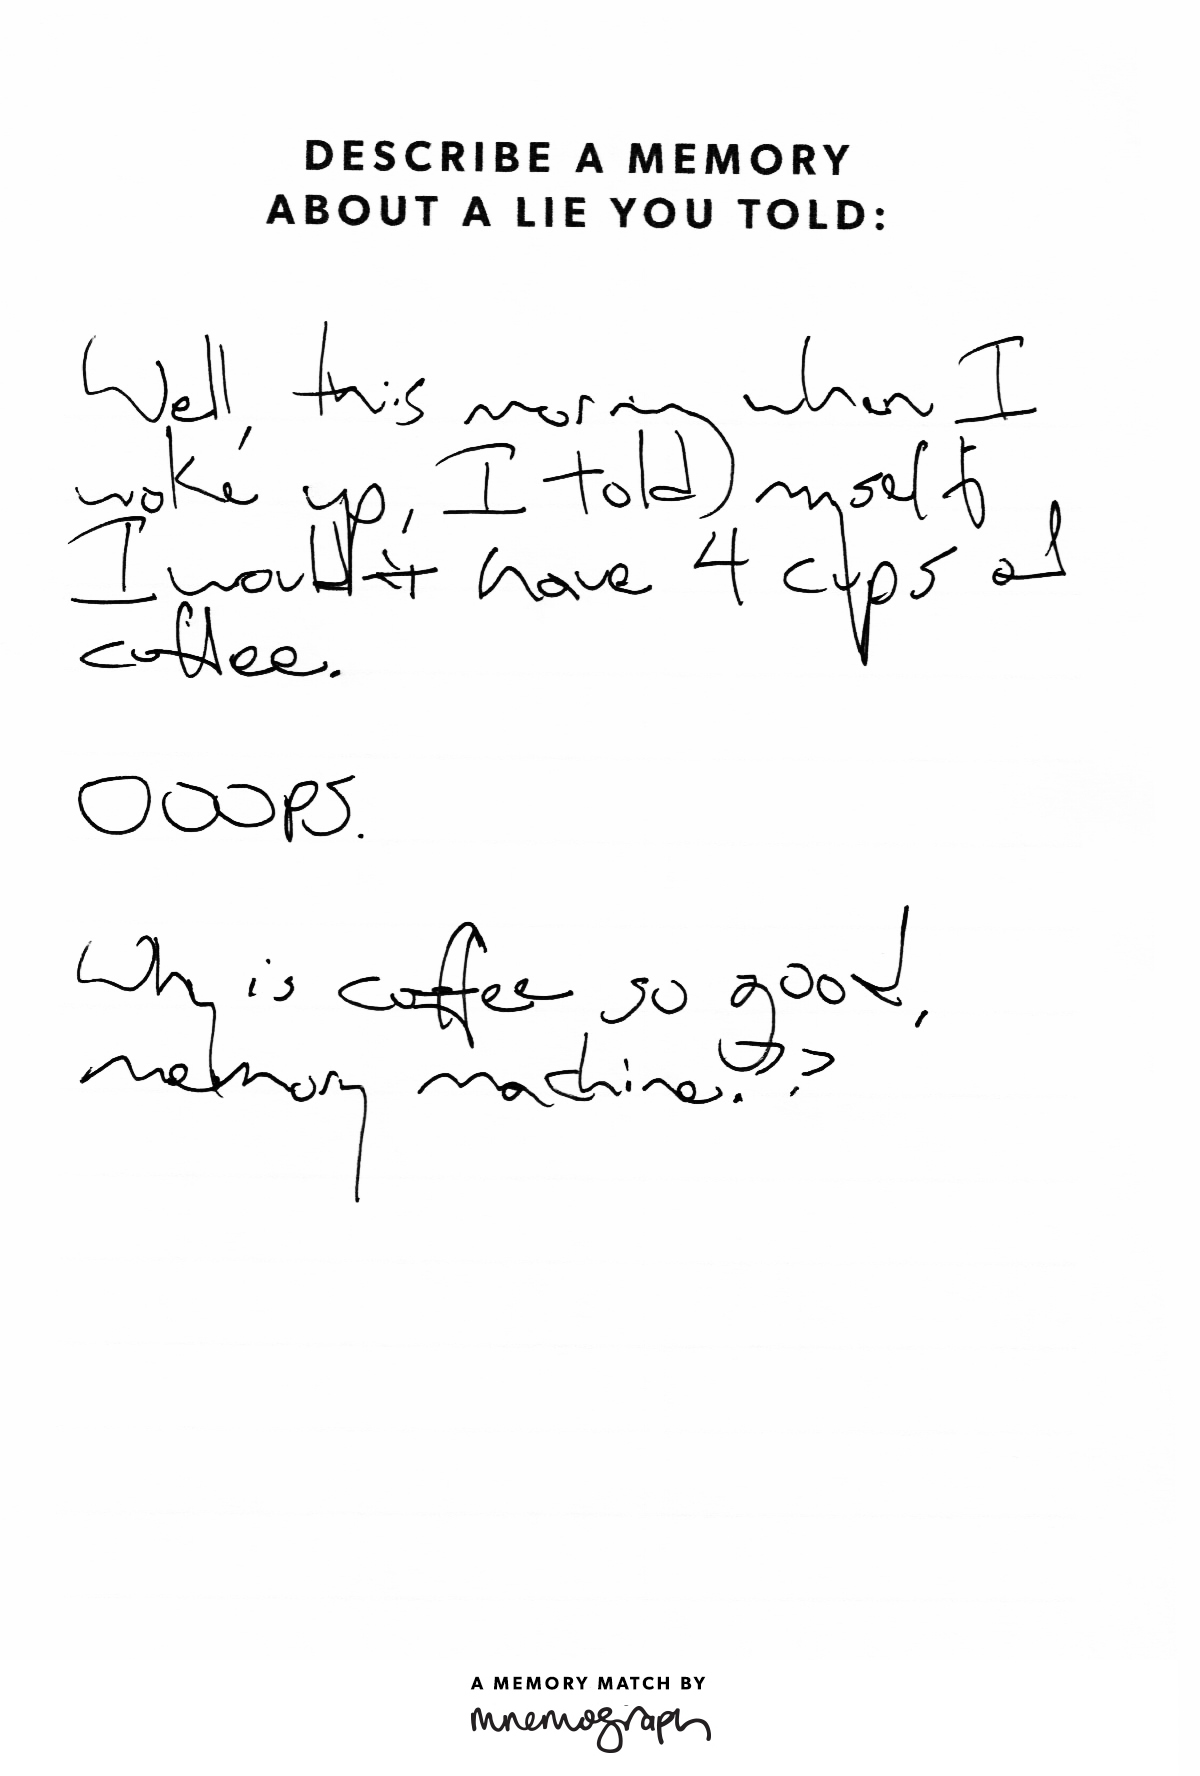 DESCRIBE A MEMORY
ABOUT A LIE YOU TOLD:
Well, this morning when I
woke up, I told myself
I wouldn't have 4 cups of
coffee.
OOOPS.
Why is coffee so good,
memory machine??
A MEMORY MATCH BY
mnemograph